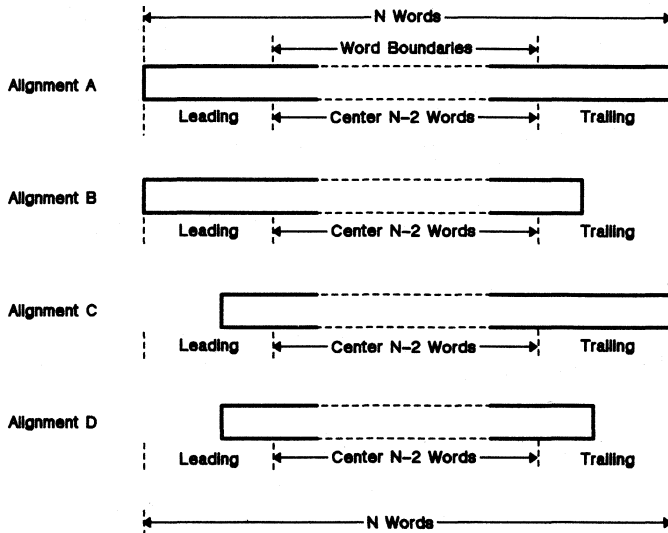 N Words
Word Boundaries
Alignment A
Leading Center N-2 Words Trailing
Alignment B
Leading Center N-2 Words Trailing
Alignment C
Leading Center N-2 Words Trailing
Alignment D
Leading Center N-2 Words Trailing
N Words